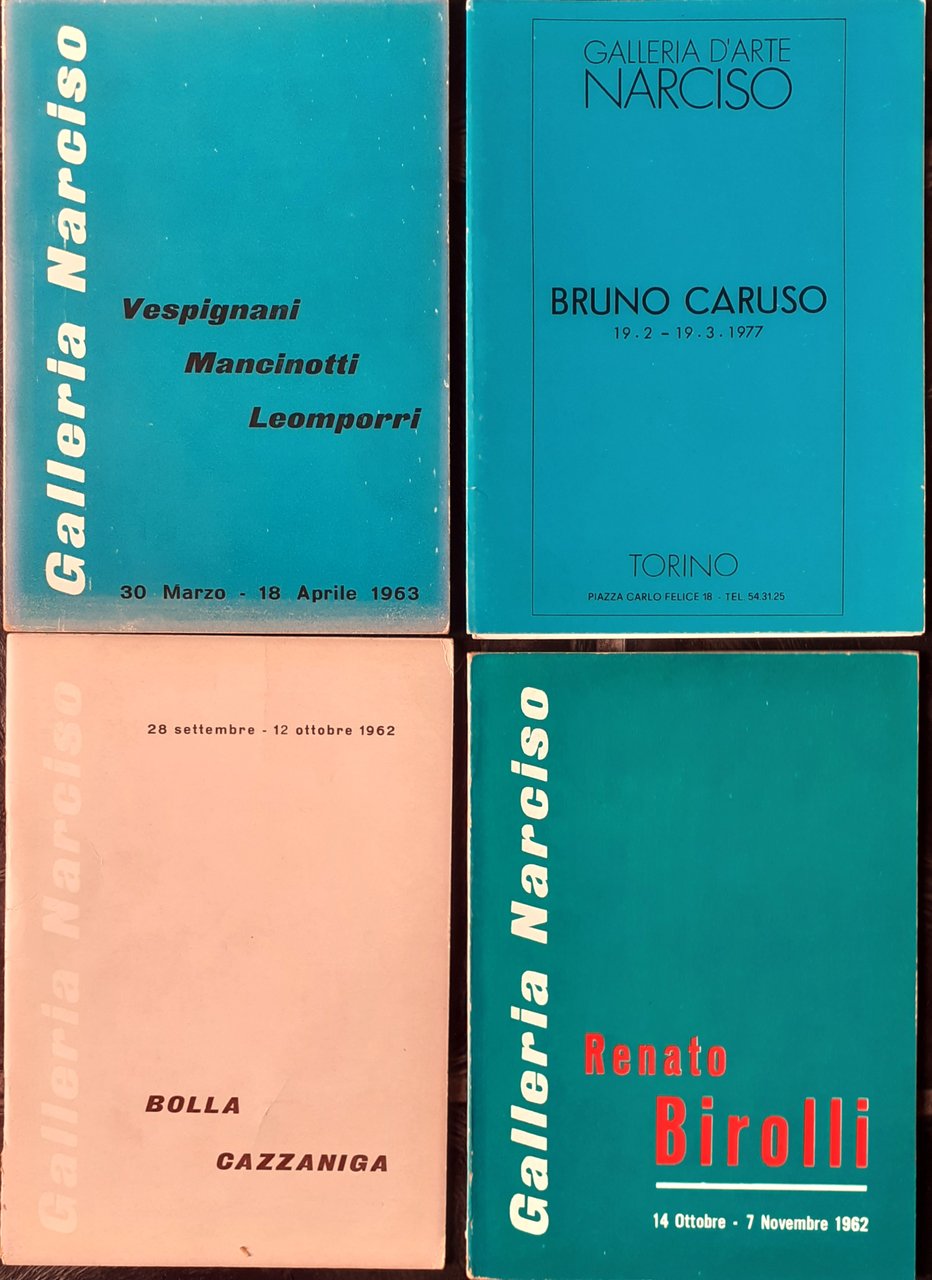 Galleria Narciso
Vespignani
Mancinotti
Leomporri
30 Marzo - 18 Aprile 1963
GALLERIA D'ARTE
NARCISO
BRUNO CARUSO
19.2 - 19.3.1977
TORINO
PIAZZA CARLO FELICE 18 - TEL. 54.31.25
Galleria Narciso
28 settembre - 12 ottobre 1962
BOLLA
CAZZANIGA
Galleria Narciso
Renato
Birolli
14 Ottobre - 7 Novembre 1962